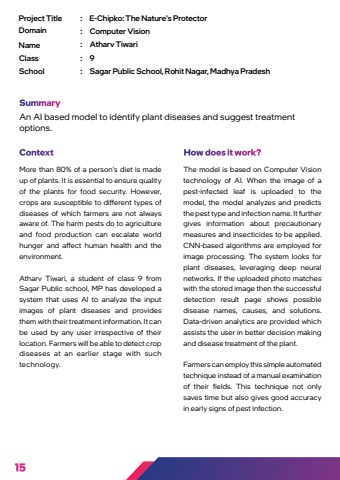 Project Title : E-Chipko: The Nature's Protector
Domain : Computer Vision
Name : Atharv Tiwari
Class : 9
School : Sagar Public School, Rohit Nagar, Madhya Pradesh
Summary
An AI based model to identify plant diseases and suggest treatment
options.
Context
More than 80% of a person's diet is made
up of plants. It is essential to ensure quality
of the plants for food security. However,
crops are susceptible to different types of
diseases of which farmers are not always
aware of. The harm pests do to agriculture
and food production can escalate world
hunger and affect human health and the
environment.
Atharv Tiwari, a student of class 9 from
Sagar Public school, MP has developed a
system that uses AI to analyze the input
images of plant diseases and provides
them with their treatment information. It can
be used by any user irrespective of their
location. Farmers will be able to detect crop
diseases at an earlier stage with such
technology.
How does it work?
The model is based on Computer Vision
technology of AI. When the image of a
pest-infected leaf is uploaded to the
model, the model analyzes and predicts
the pest type and infection name. It further
gives information about precautionary
measures and insecticides to be applied.
CNN-based algorithms are employed for
image processing. The system looks for
plant diseases, leveraging deep neural
networks. If the uploaded photo matches
with the stored image then the successful
detection result page shows possible
disease names, causes, and solutions.
Data-driven analytics are provided which
assists the user in better decision making
and disease treatment of the plant.
Farmers can employ this simple automated
technique instead of a manual examination
of their fields. This technique not only
saves time but also gives good accuracy
in early signs of pest infection.
15